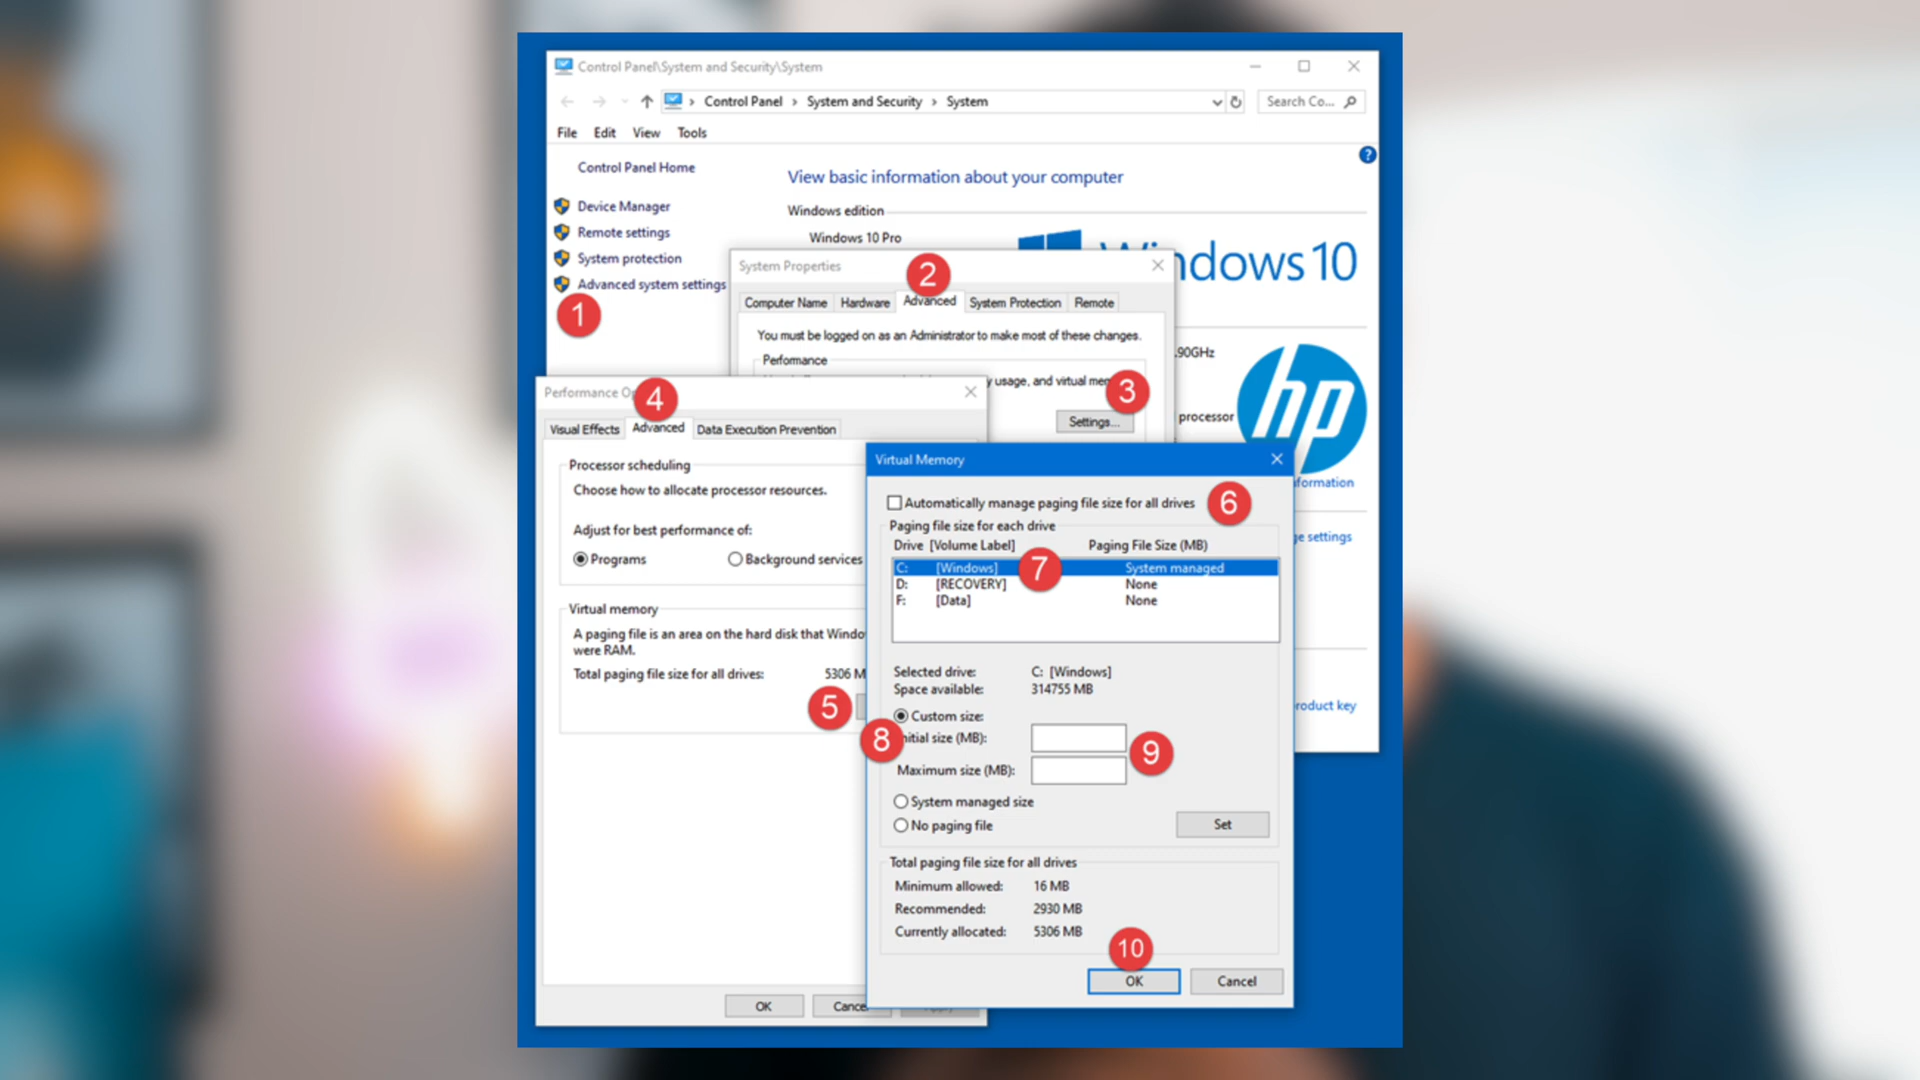 Control Panel\System and Security\System
Control Panel › System and Security › System
Search Co...
File Edit View Tools
Control Panel Home
Device Manager
Remote settings
System protection
Advanced system settings
1
View basic information about your computer
Windows edition
Windows 10 Pro
ndows 10
.90GHz
processor
hp
formation
ge settings
roduct key
System Properties
2
Computer Name Hardware Advanced System Protection Remote
You must be logged on as an Administrator to make most of these changes.
Performance
usage, and virtual mem
3
Settings...
Performance Op
4
Visual Effects Advanced Data Execution Prevention
Processor scheduling
Choose how to allocate processor resources.
Adjust for best performance of:
Programs Background services
Virtual memory
A paging file is an area on the hard disk that Windo
were RAM.
Total paging file size for all drives: 5306 M
5
OK Cance
Virtual Memory
Automatically manage paging file size for all drives
6
Paging file size for each drive
Drive [Volume Label] Paging File Size (MB)
7
C: [Windows] System managed
D: [RECOVERY] None
F: [Data] None
Selected drive: C: [Windows]
Space available: 314755 MB
Custom size:
8
nitial size (MB):
9
Maximum size (MB):
System managed size
No paging file
Set
Total paging file size for all drives
Minimum allowed: 16 MB
Recommended: 2930 MB
Currently allocated: 5306 MB
10
OK Cancel